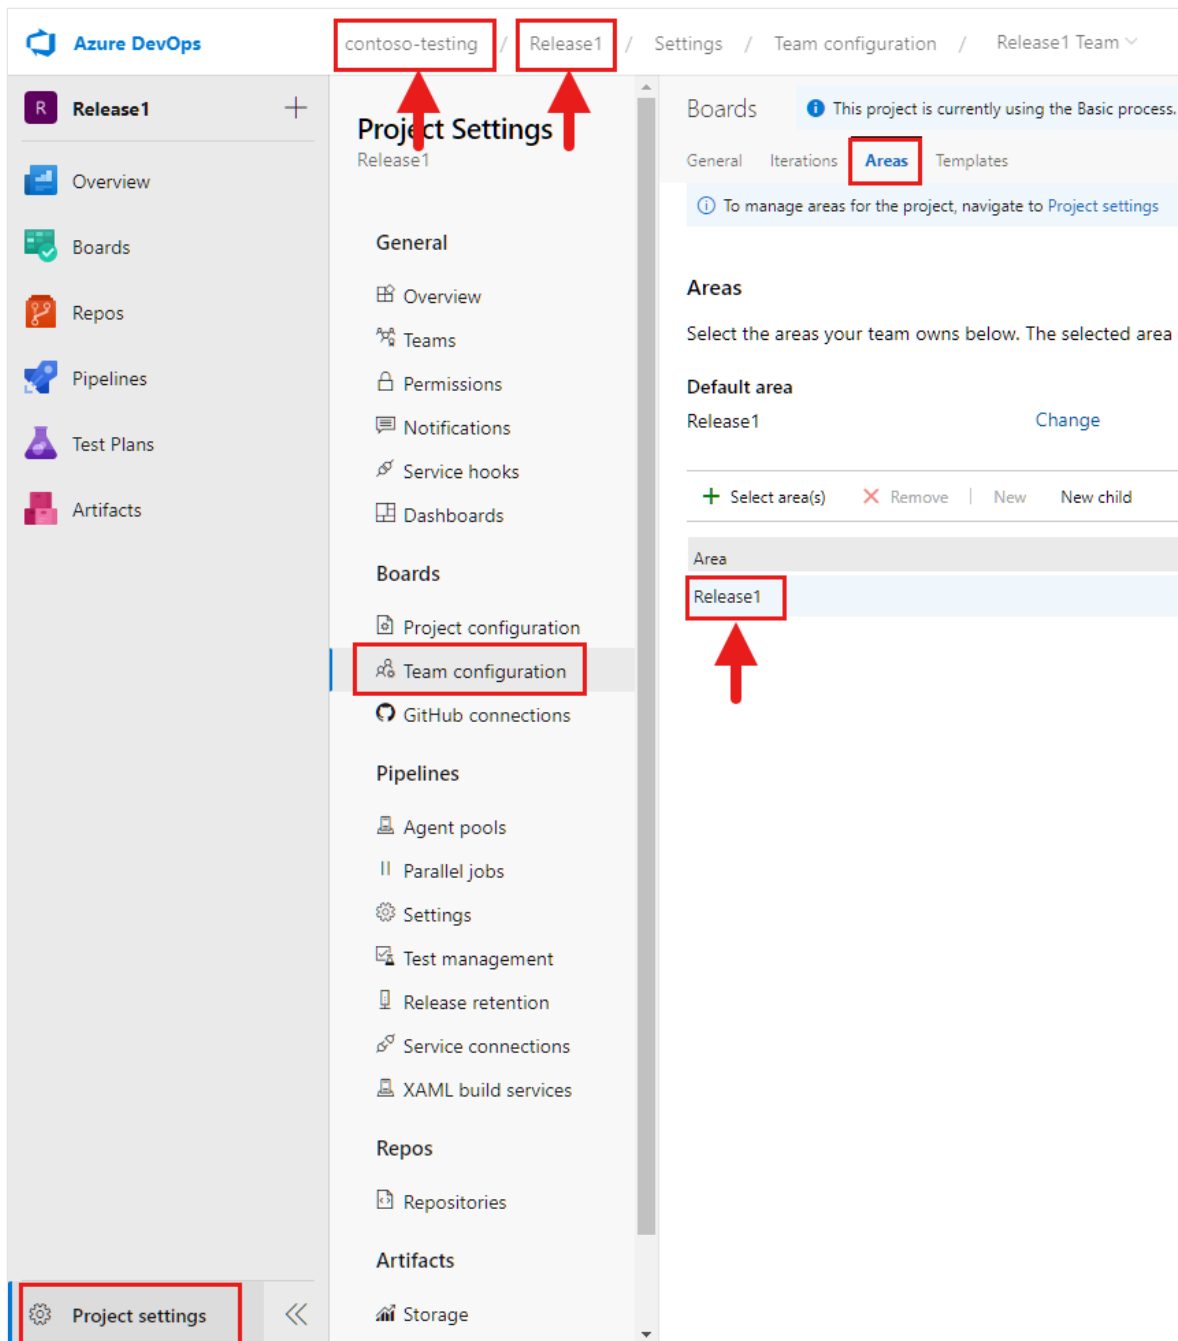 Azure DevOps
contoso-testing / Release1 / Settings / Team configuration / Release1 Team
R Release1
Overview
Boards
Repos
Pipelines
Test Plans
Artifacts
Project settings
Project Settings
Release1
General
Overview
Teams
Permissions
Notifications
Service hooks
Dashboards
Boards
Project configuration
Team configuration
GitHub connections
Pipelines
Agent pools
Parallel jobs
Settings
Test management
Release retention
Service connections
XAML build services
Repos
Repositories
Artifacts
Storage
Boards This project is currently using the Basic process.
General Iterations Areas Templates
To manage areas for the project, navigate to Project settings
Areas
Select the areas your team owns below. The selected area
Default area
Release1 Change
Select area(s) Remove New New child
Area
Release1